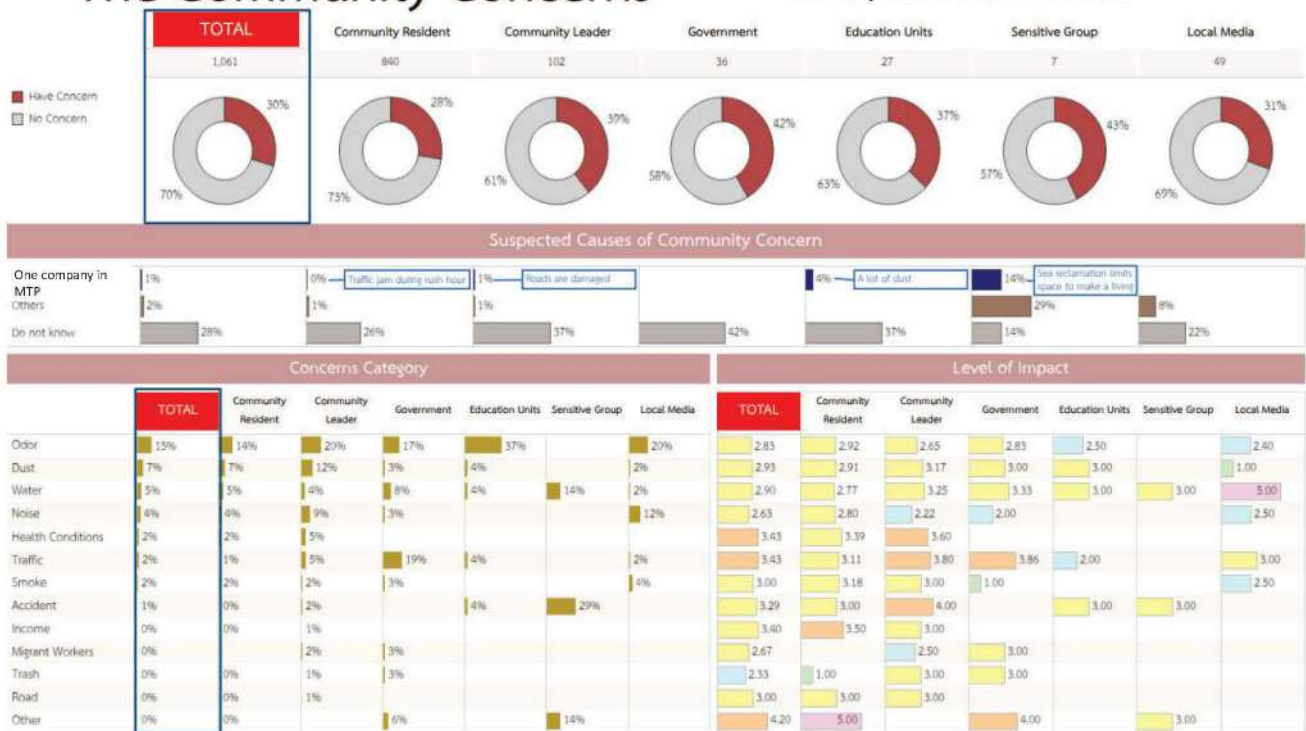 The Community Concerns
TOTAL Community Resident Community Leader Government Education Units Sensitive Group Local Media
1,061 840 102 36 27 7 49
Have Concern
No Concern
30% 28% 39% 42% 37% 43% 31%
70% 73% 61% 58% 63% 57% 69%
Suspected Causes of Community Concern
One company in MTP 1% 0% Traffic jam during rush hour 1% Roads are damaged 4% A lot of dust 14% Sea reclamation limits space to make a living
Others 2% 1% 1% 29% 8%
Do not know 28% 26% 37% 42% 37% 14% 22%
Concerns Category Level of Impact
TOTAL Community Resident Community Leader Government Education Units Sensitive Group Local Media TOTAL Community Resident Community Leader Government Education Units Sensitive Group Local Media
Odor 15% 14% 20% 17% 37% 20% 2.83 2.92 2.65 2.83 2.50 2.40
Dust 7% 7% 12% 3% 4% 2% 2.93 2.91 3.17 3.00 3.00 1.00
Water 5% 5% 4% 8% 4% 14% 2% 2.90 2.77 3.25 3.33 3.00 3.00 5.00
Noise 4% 4% 9% 3% 12% 2.63 2.80 2.22 2.00 2.50
Health Conditions 2% 2% 5% 3.43 3.39 3.60
Traffic 2% 1% 5% 19% 4% 2% 3.43 3.11 3.80 3.86 2.00 3.00
Smoke 2% 2% 2% 3% 4% 3.00 3.18 3.00 1.00 2.50
Accident 1% 0% 2% 4% 29% 3.29 3.00 4.00 3.00 3.00
Income 0% 0% 1% 3.40 3.50 3.00
Migrant Workers 0% 2% 3% 2.67 2.50 3.00
Trash 0% 0% 1% 3% 2.33 1.00 3.00 3.00
Road 0% 0% 1% 3.00 3.00 3.00
Other 0% 0% 6% 14% 4.20 5.00 4.00 3.00